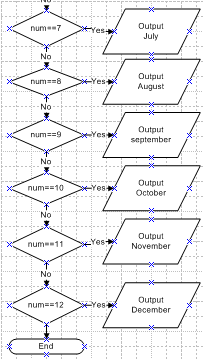 No
num==7
Yes
Output
July
No
num==8
Yes
Output
August
No
num==9
Yes
Output
september
No
num==10
Yes
Output
October
No
num==11
Yes
Output
November
No
num==12
Yes
Output
December
End